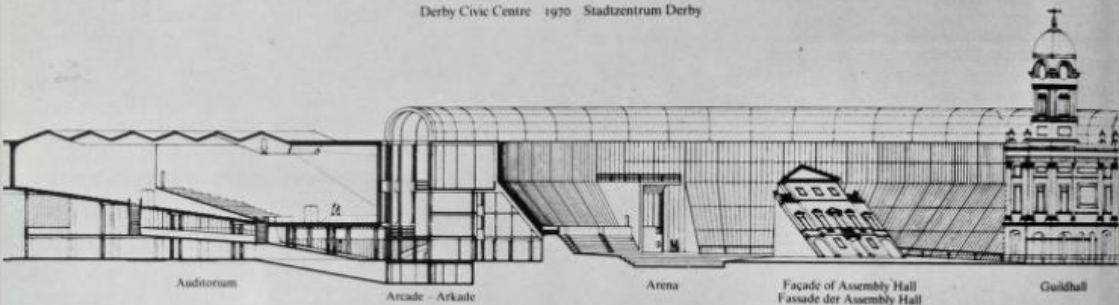 Derby Civic Centre 1970 Stadtzentrum Derby
Auditorium
Arcade – Arkade
Arena
Façade of Assembly Hall
Fassade der Assembly Hall
Guildhall